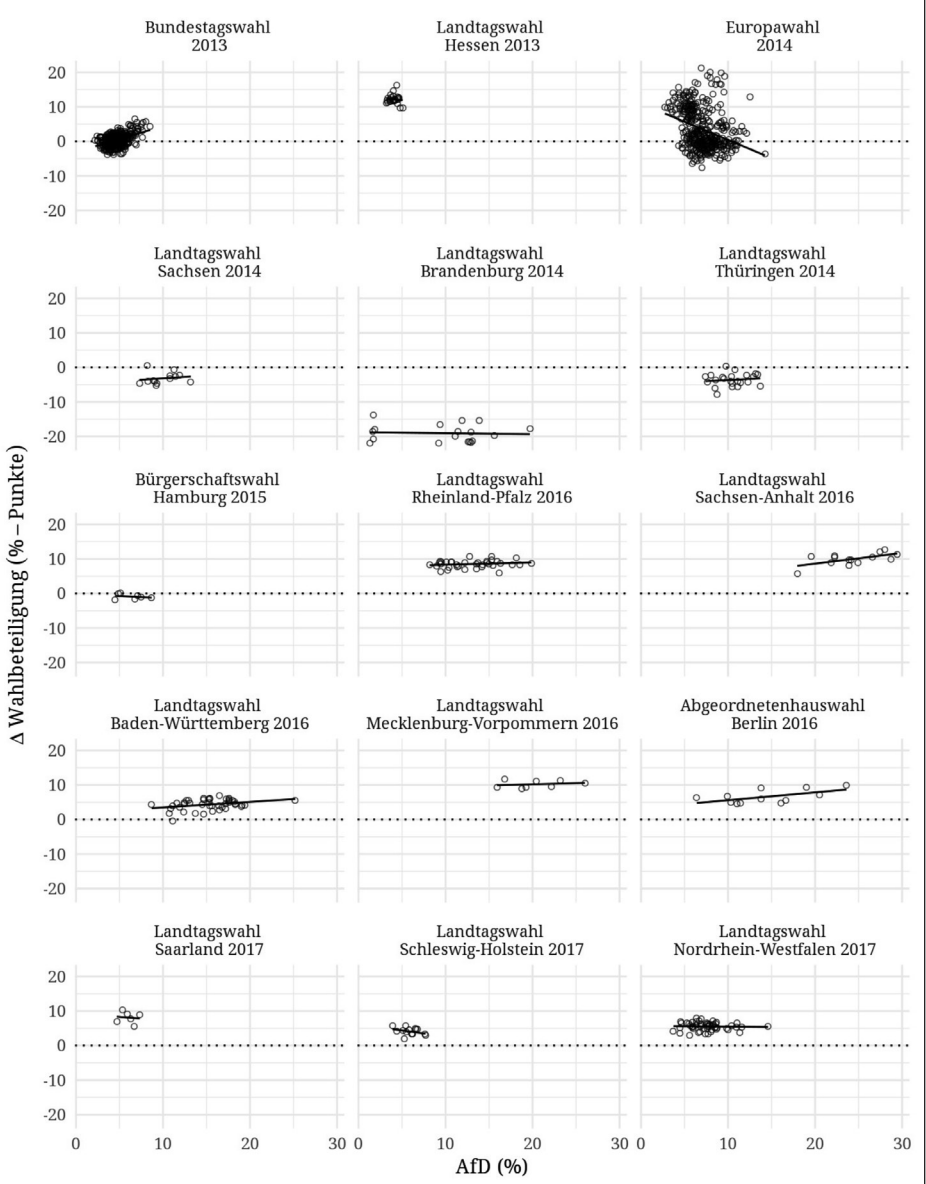 Bundestagswahl
2013
Landtagswahl
Hessen 2013
Europawahl
2014
20
10
0
-10
-20
Landtagswahl
Sachsen 2014
Landtagswahl
Brandenburg 2014
Landtagswahl
Thüringen 2014
20
10
0
-10
-20
Bürgerschaftswahl
Hamburg 2015
Landtagswahl
Rheinland-Pfalz 2016
Landtagswahl
Sachsen-Anhalt 2016
20
10
0
-10
-20
Δ Wahlbeteiligung (% – Punkte)
Landtagswahl
Baden-Württemberg 2016
Landtagswahl
Mecklenburg-Vorpommern 2016
Abgeordnetenhauswahl
Berlin 2016
20
10
0
-10
-20
Landtagswahl
Saarland 2017
Landtagswahl
Schleswig-Holstein 2017
Landtagswahl
Nordrhein-Westfalen 2017
20
10
0
-10
-20
0 10 20 30 0 10 20 30 0 10 20 30
AfD (%)